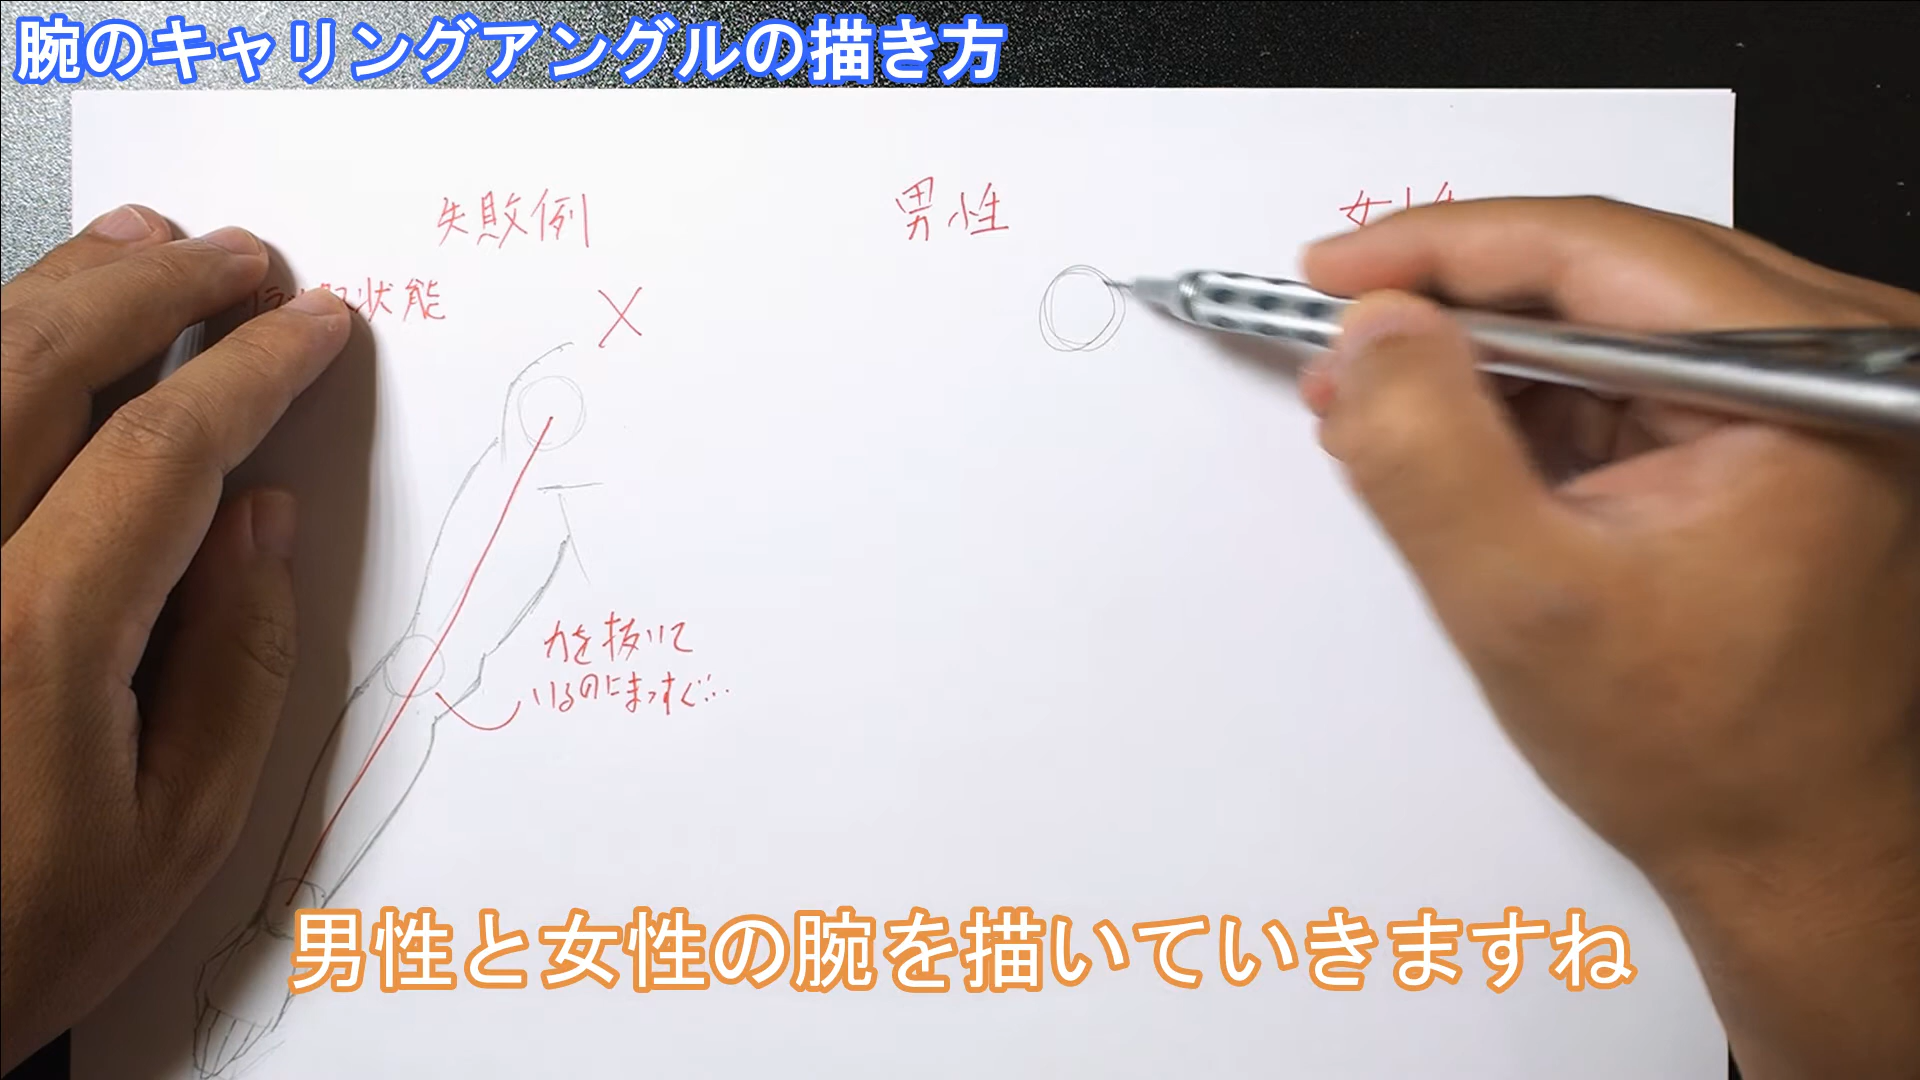 腕のキャリングアングルの描き方
失敗例
男性
女性
状態
X
力を抜いて
いるのにまっすぐ…
男性と女性の腕を描いていきますね